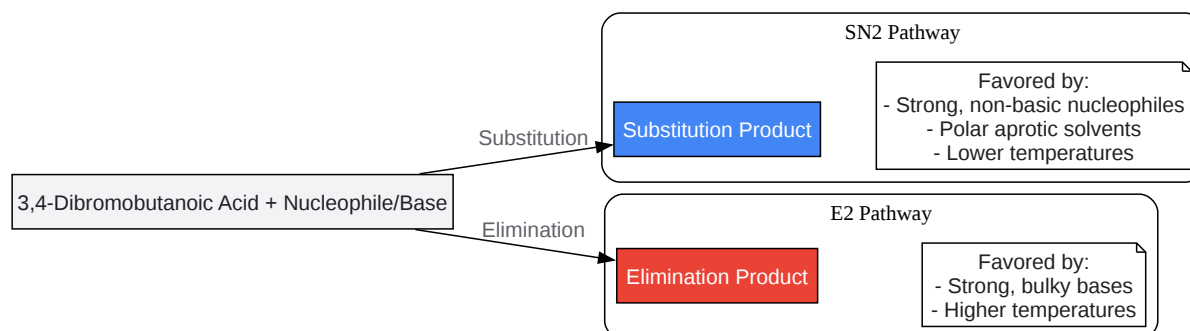 SN2 Pathway
Favored by:
- Strong, non-basic nucleophiles
- Polar aprotic solvents
- Lower temperatures
Substitution Product
Substitution
3,4-Dibromobutanoic Acid + Nucleophile/Base
Elimination
E2 Pathway
Elimination Product
Favored by:
- Strong, bulky bases
- Higher temperatures